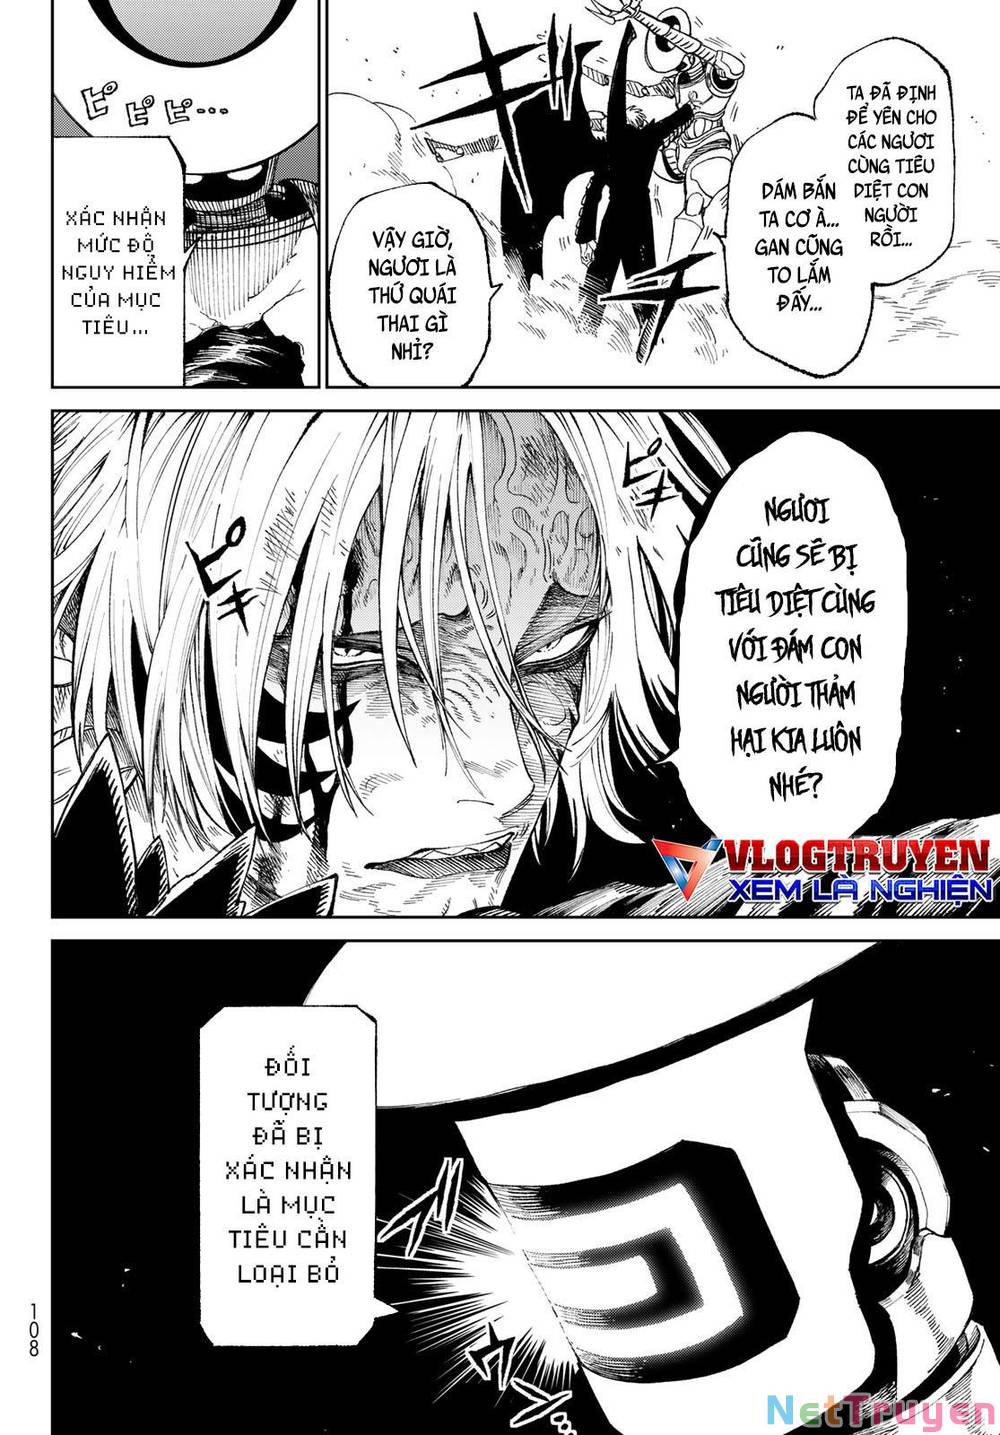 TA ĐÃ ĐỊNH
ĐỂ YÊN CHO
CÁC NGƯƠI
CÙNG TIÊU
DIỆT CON
NGƯỜI
RỒI...
DÁM BẮN
TA CƠ À...
GAN CŨNG
TO LẮM
ĐẤY...
VẬY GIỜ,
NGƯƠI LÀ
THỨ QUÁI
THAI GÌ
NHỈ?
ピピピ...
XÁC NHẬN
MỨC ĐỘ
NGUY HIỂM
CỦA MỤC
TIÊU...
ピキ
ピキ
NGƯƠI
CŨNG SẼ BỊ
TIÊU DIỆT CÙNG
VỚI ĐÁM CON
NGƯỜI THẢM
HẠI KIA LUÔN
NHÉ?
VLOGTRUYEN
XEM LÀ NGHIỆN
ĐỐI
TƯỢNG
ĐÃ BỊ
XÁC NHẬN
LÀ MỤC
TIÊU CẦN
LOẠI BỎ
108
NetTruyen